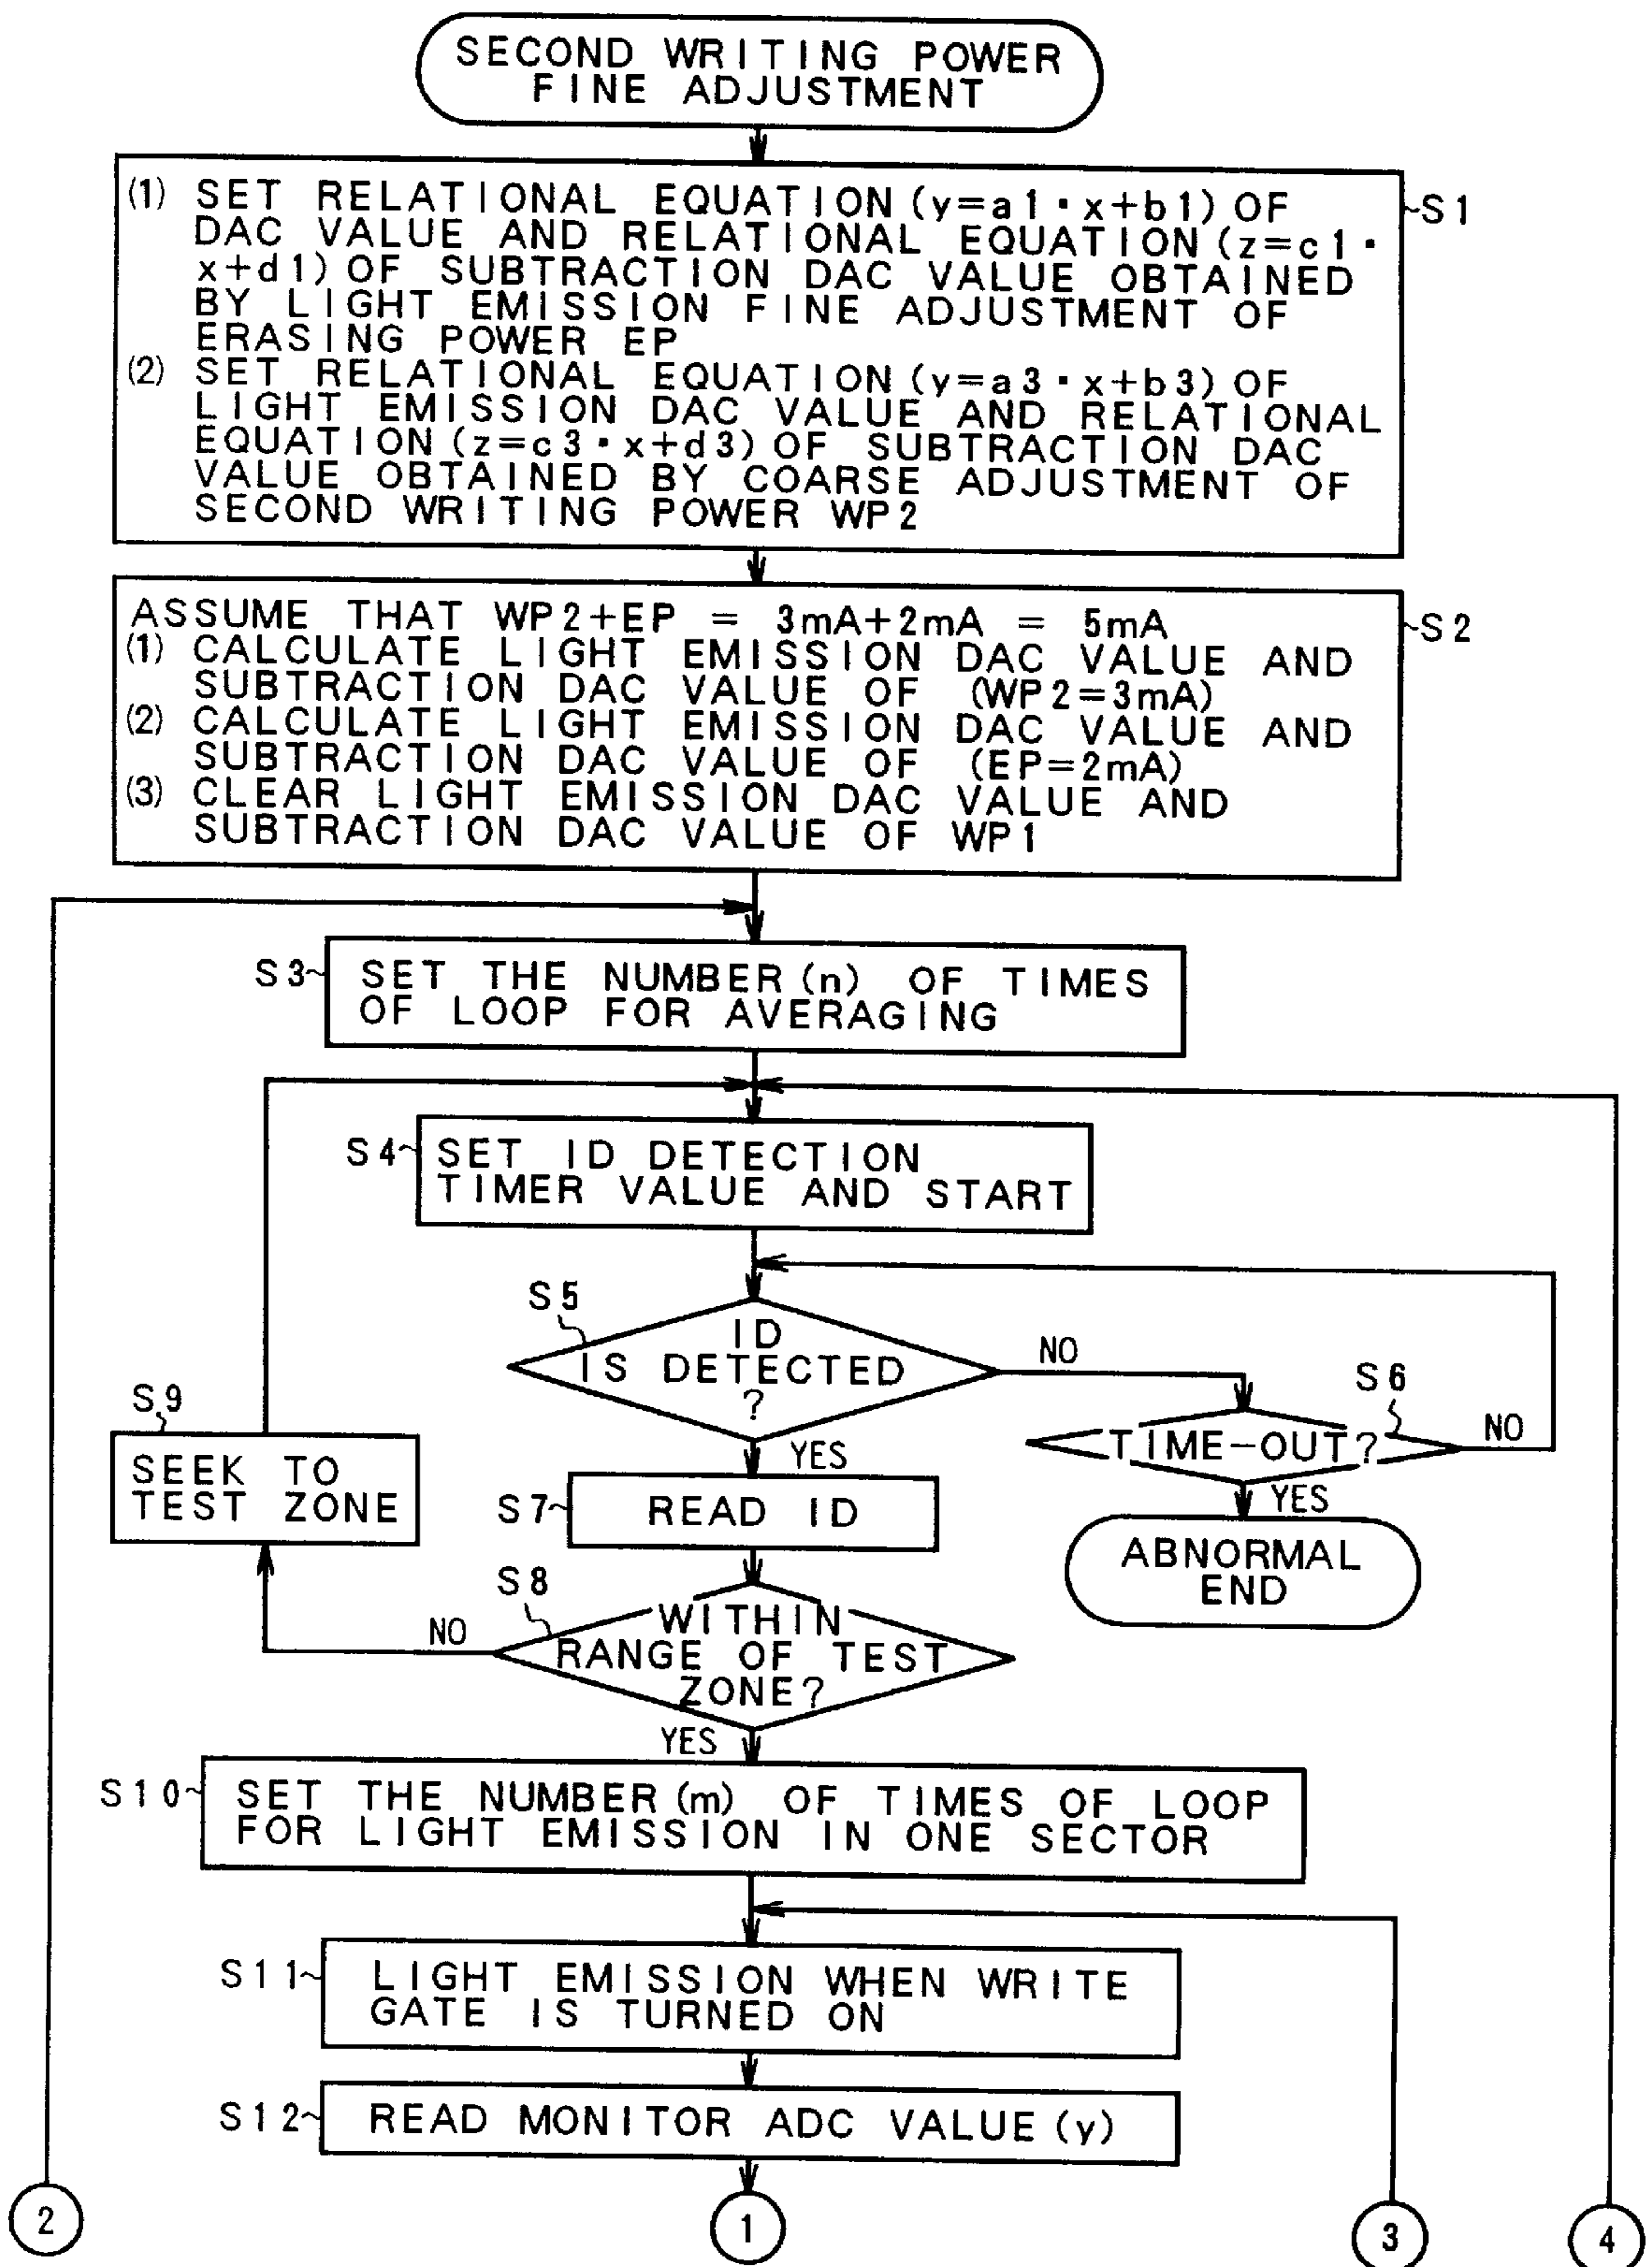 SECOND WRITING POWER
FINE ADJUSTMENT
(1) SET RELATIONAL EQUATION (y=a1・x+b1) OF
DAC VALUE AND RELATIONAL EQUATION (z=c1・
x+d1) OF SUBTRACTION DAC VALUE OBTAINED
BY LIGHT EMISSION FINE ADJUSTMENT OF
ERASING POWER EP
(2) SET RELATIONAL EQUATION (y=a3・x+b3) OF
LIGHT EMISSION DAC VALUE AND RELATIONAL
EQUATION (z=c3・x+d3) OF SUBTRACTION DAC
VALUE OBTAINED BY COARSE ADJUSTMENT OF
SECOND WRITING POWER WP2
S1
ASSUME THAT WP2+EP = 3mA+2mA = 5mA
(1) CALCULATE LIGHT EMISSION DAC VALUE AND
SUBTRACTION DAC VALUE OF (WP2=3mA)
(2) CALCULATE LIGHT EMISSION DAC VALUE AND
SUBTRACTION DAC VALUE OF (EP=2mA)
(3) CLEAR LIGHT EMISSION DAC VALUE AND
SUBTRACTION DAC VALUE OF WP1
S2
S3
SET THE NUMBER (n) OF TIMES
OF LOOP FOR AVERAGING
S4
SET ID DETECTION
TIMER VALUE AND START
S5
ID
IS DETECTED
?
NO
YES
S6
TIME-OUT?
NO
YES
ABNORMAL
END
S9
SEEK TO
TEST ZONE
S7
READ ID
S8
WITHIN
RANGE OF TEST
ZONE?
NO
YES
S10
SET THE NUMBER (m) OF TIMES OF LOOP
FOR LIGHT EMISSION IN ONE SECTOR
S11
LIGHT EMISSION WHEN WRITE
GATE IS TURNED ON
S12
READ MONITOR ADC VALUE (y)
2
1
3
4